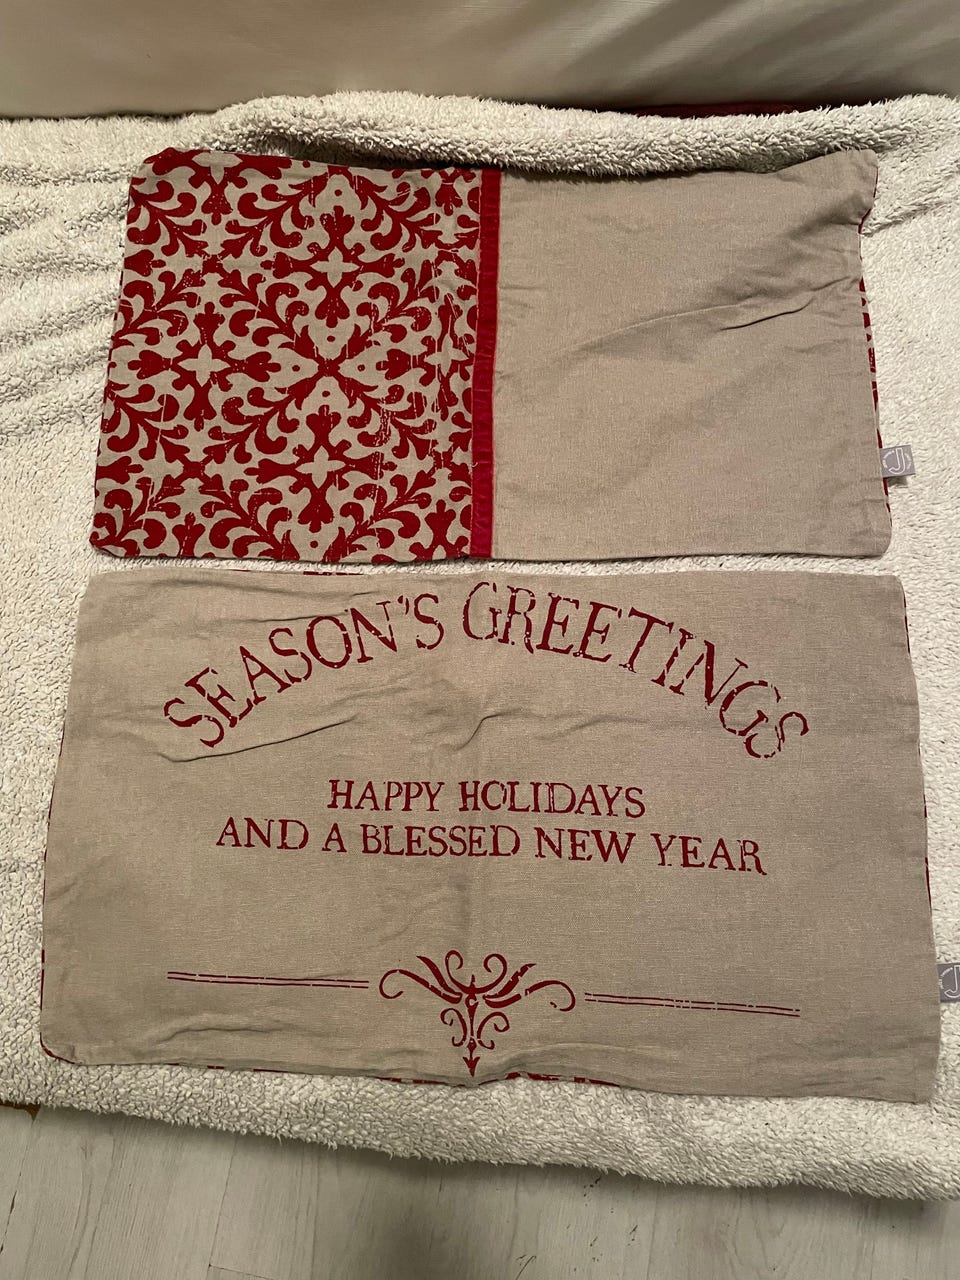 SEASON'S GREETINGS
HAPPY HOLIDAYS
AND A BLESSED NEW YEAR